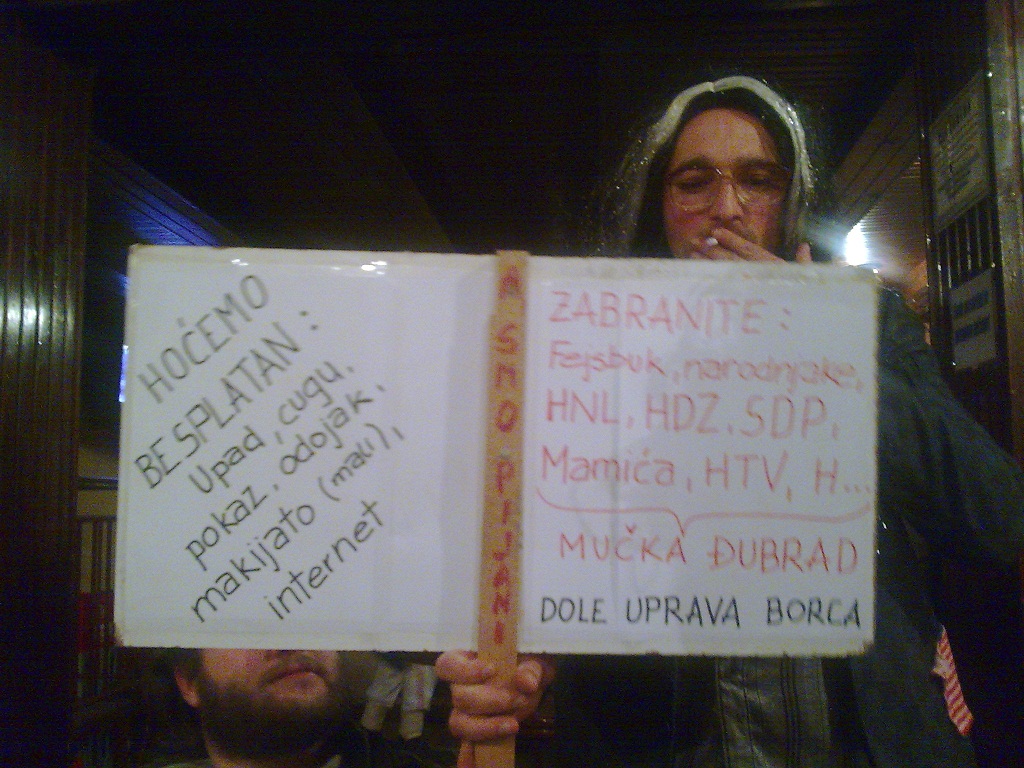 HOĆEMO
BESPLATAN:
Upad, cugu,
pokaz, odojak,
makijato (mali),
internet
A SMO PIJANI
ZABRANITE:
Fejsbuk, narodnjake,
HNL, HDZ, SDP,
Mamića, HTV, H...
MUČKA ĐUBRAD
DOLE UPRAVA BORCA